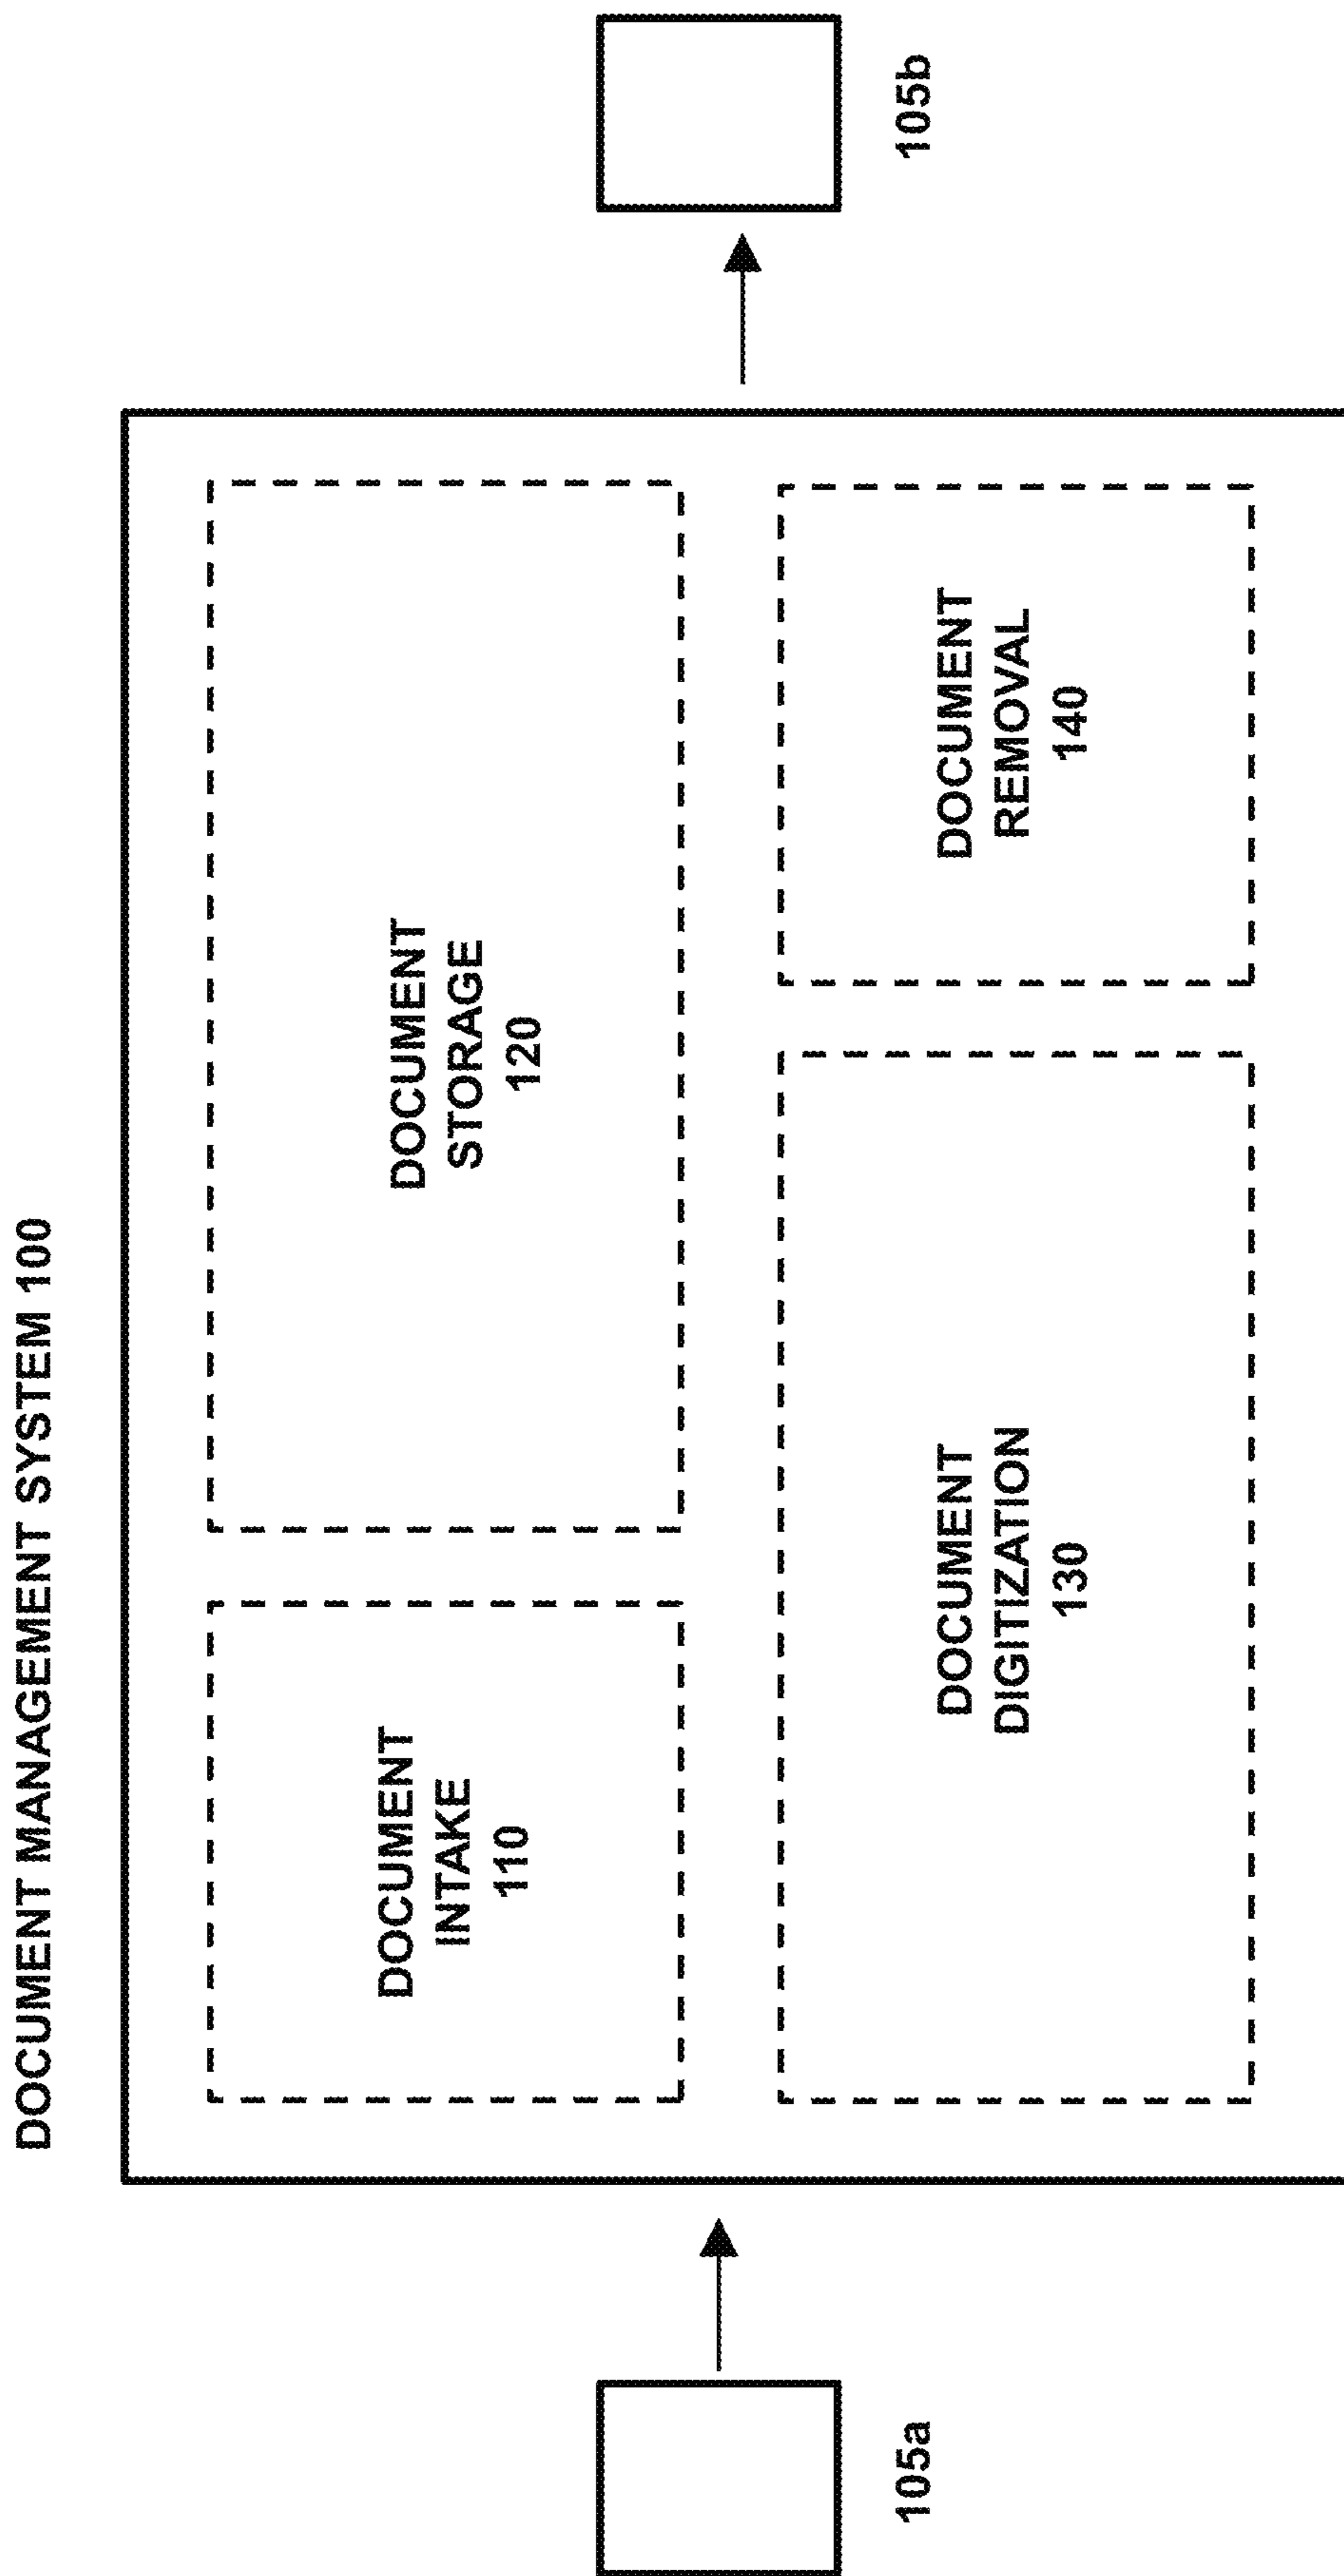 DOCUMENT MANAGEMENT SYSTEM 100
DOCUMENT
INTAKE
110
DOCUMENT
STORAGE
120
105a
105b
DOCUMENT
DIGITIZATION
130
DOCUMENT
REMOVAL
140